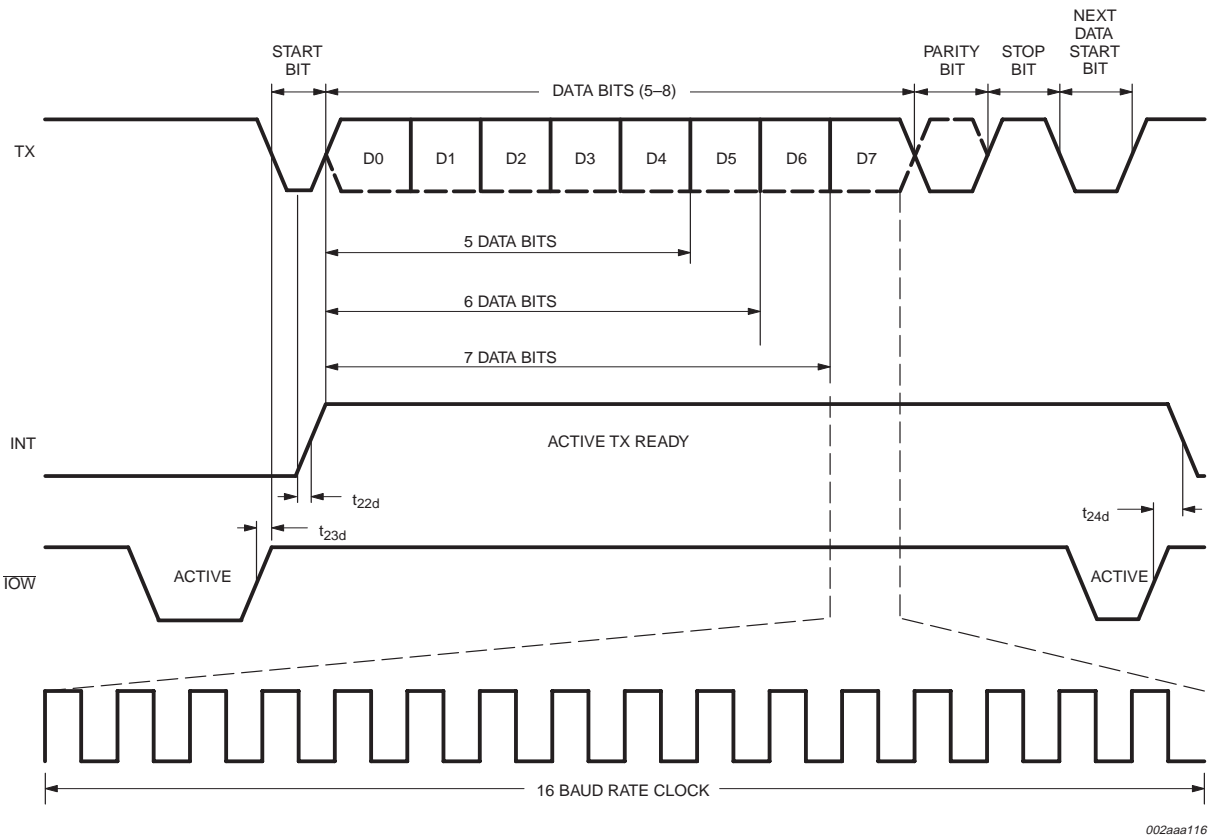 START
BIT
DATA BITS (5–8)
PARITY
BIT
STOP
BIT
NEXT
DATA
START
BIT
TX
D0 D1 D2 D3 D4 D5 D6 D7
5 DATA BITS
6 DATA BITS
7 DATA BITS
INT
ACTIVE TX READY
t22d
t23d
t24d
IOW
ACTIVE
ACTIVE
16 BAUD RATE CLOCK
002aaa116